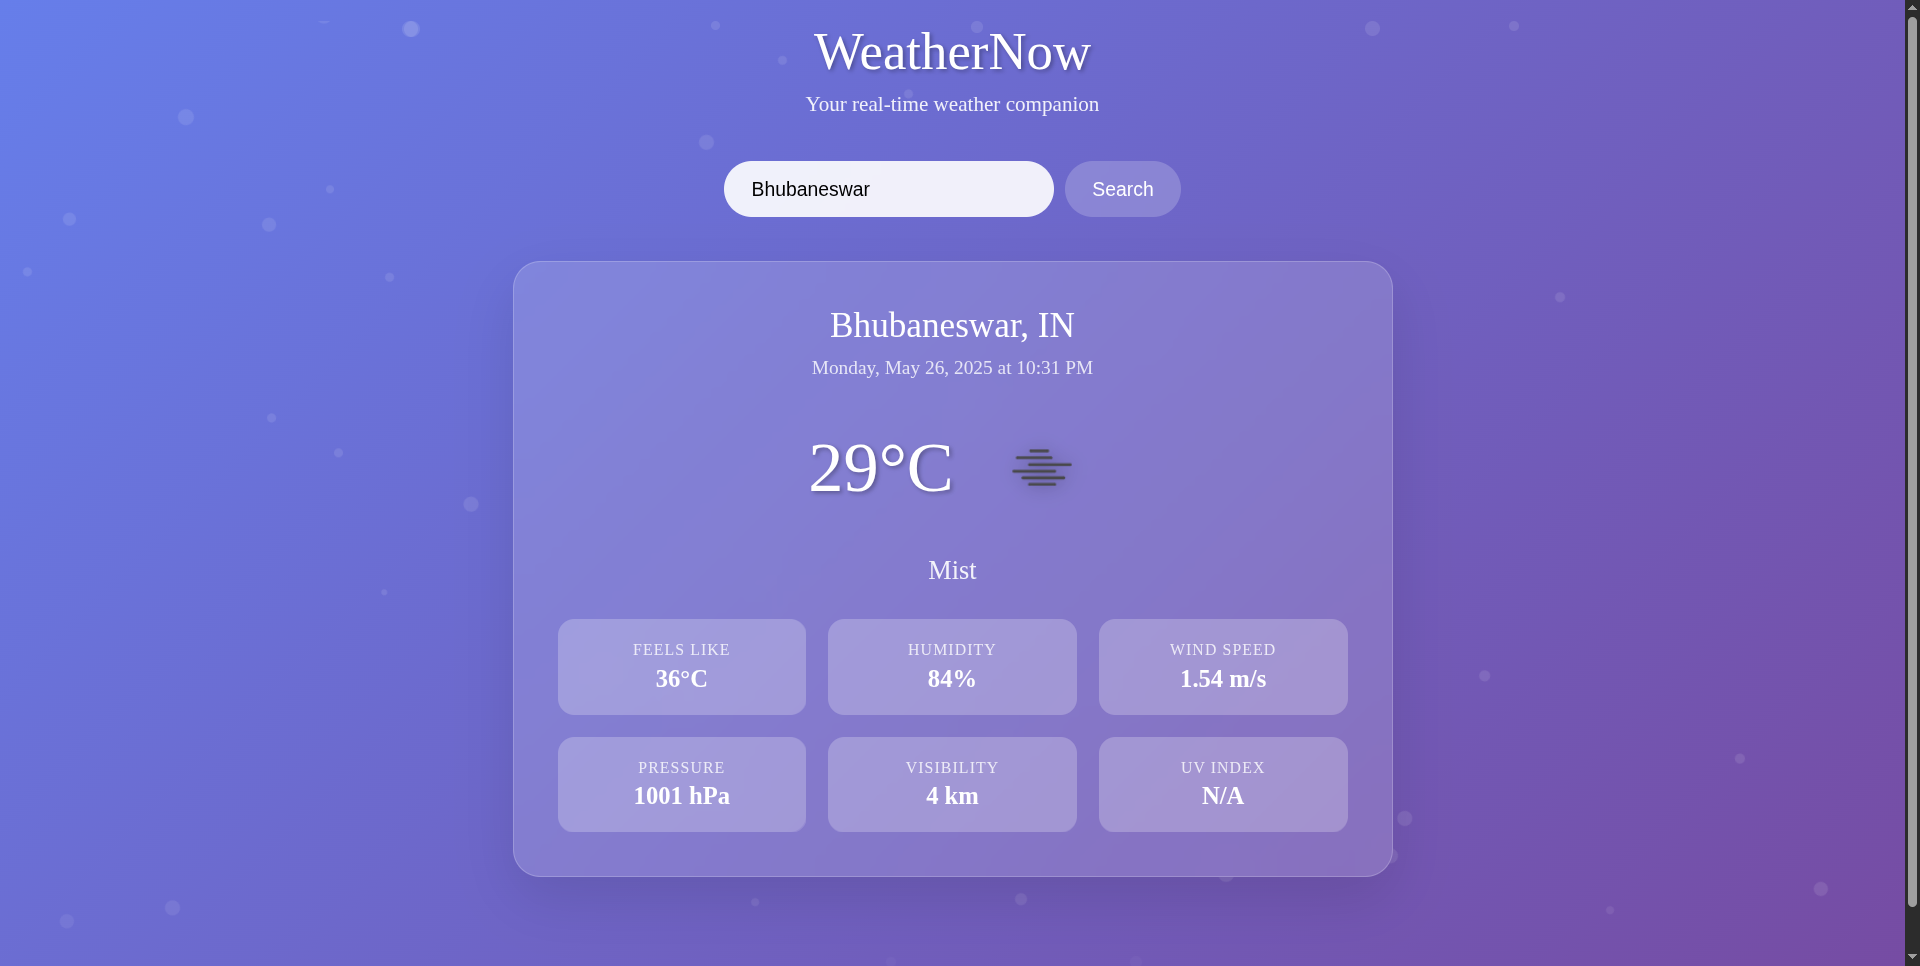 WeatherNow
Your real-time weather companion
Bhubaneswar
Search
Bhubaneswar, IN
Monday, May 26, 2025 at 10:31 PM
29°C
Mist
FEELS LIKE
36°C
HUMIDITY
84%
WIND SPEED
1.54 m/s
PRESSURE
1001 hPa
VISIBILITY
4 km
UV INDEX
N/A